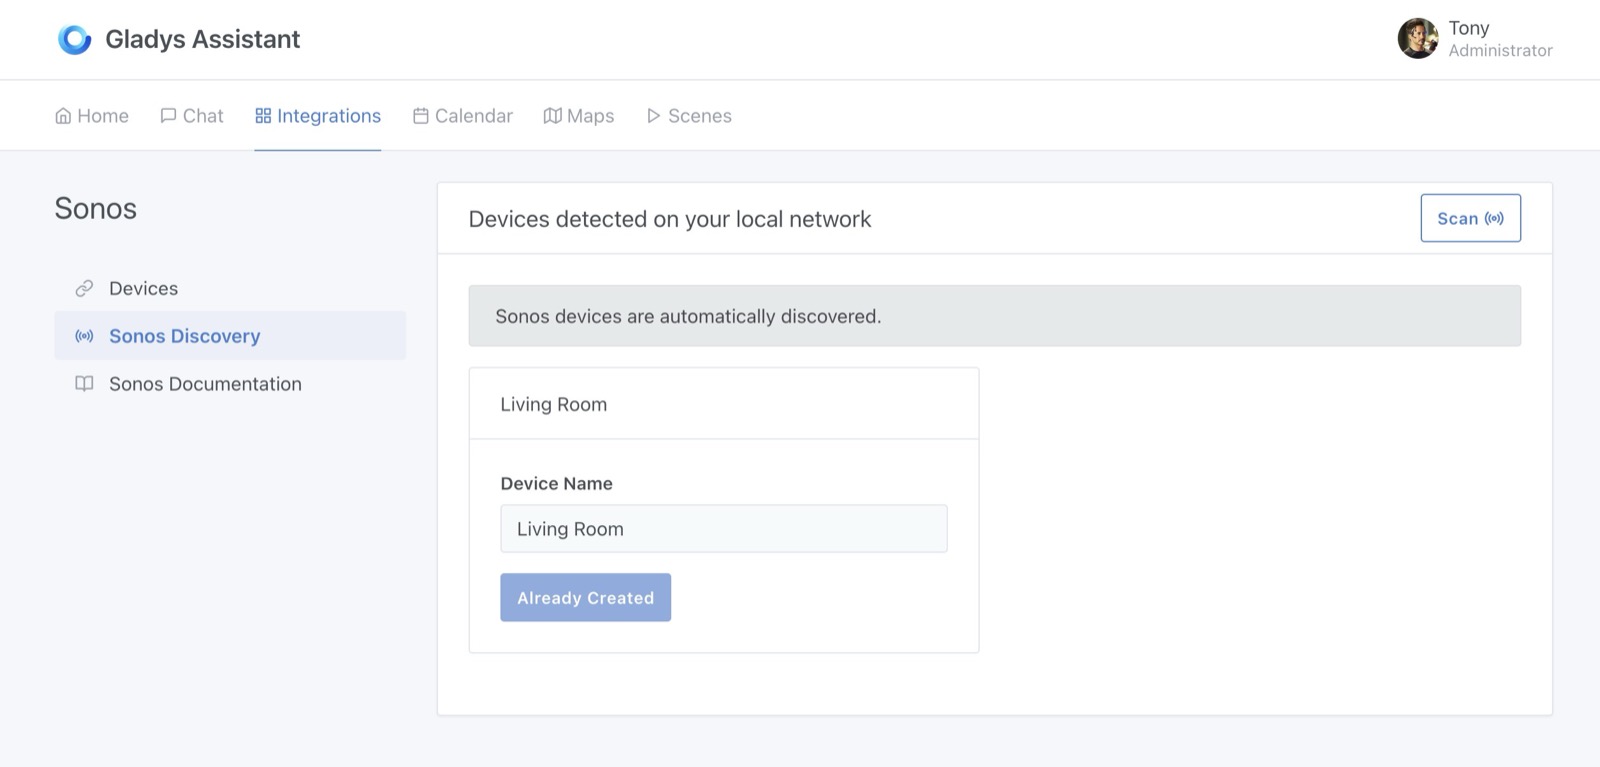 Gladys Assistant
Tony
Administrator
Home
Chat
Integrations
Calendar
Maps
Scenes
Sonos
Devices
Sonos Discovery
Sonos Documentation
Devices detected on your local network
Scan
Sonos devices are automatically discovered.
Living Room
Device Name
Living Room
Already Created